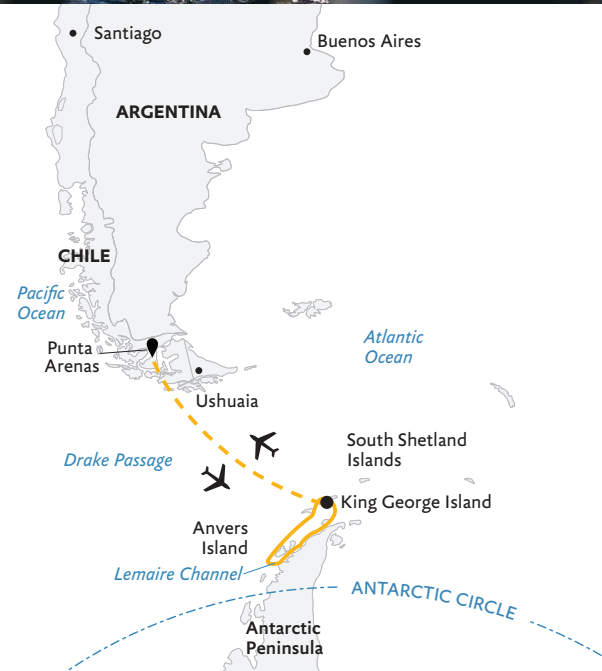 Santiago
Buenos Aires
ARGENTINA
CHILE
Pacific
Ocean
Atlantic
Ocean
Punta
Arenas
Ushuaia
Drake Passage
South Shetland
Islands
King George Island
Anvers
Island
Lemaire Channel
ANTARCTIC CIRCLE
Antarctic
Peninsula